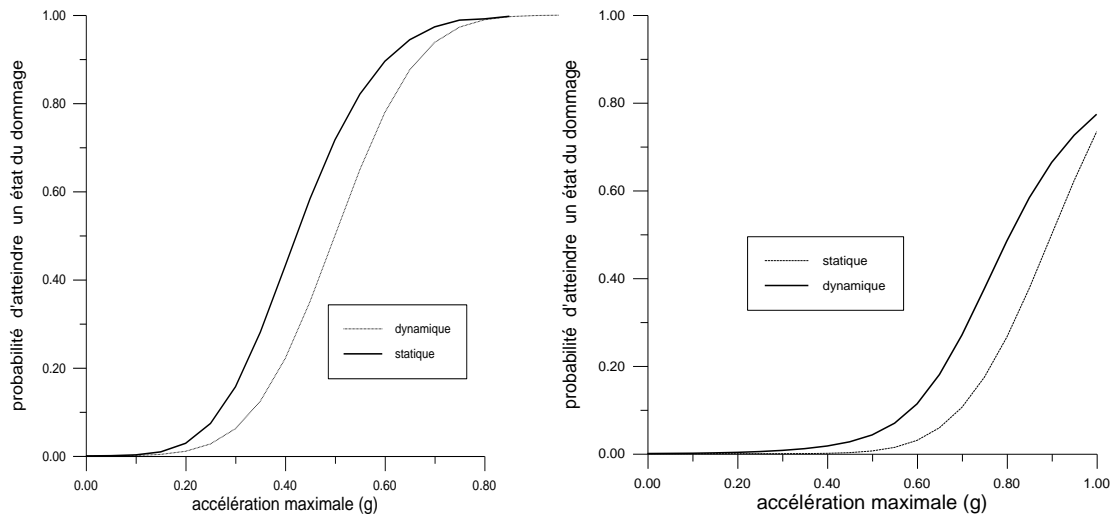 1.00
0.80
0.60
0.40
0.20
0.00
probabilité d'atteindre un état du dommage
0.00 0.20 0.40 0.60 0.80
accélération maximale (g)
dynamique
statique
1.00
0.80
0.60
0.40
0.20
0.00
probabilité d'atteindre un état du dommage
0.00 0.20 0.40 0.60 0.80 1.00
accélération maximale (g)
statique
dynamique